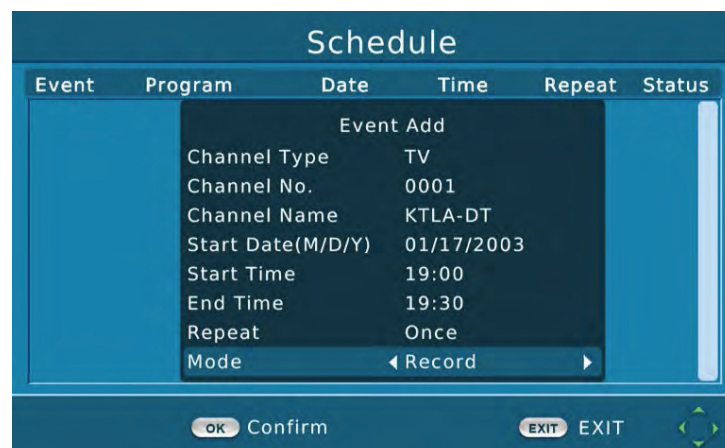 Schedule
Event Program Date Time Repeat Status
Event Add
Channel Type TV
Channel No. 0001
Channel Name KTLA-DT
Start Date(M/D/Y) 01/17/2003
Start Time 19:00
End Time 19:30
Repeat Once
Mode Record
OK Confirm EXIT EXIT